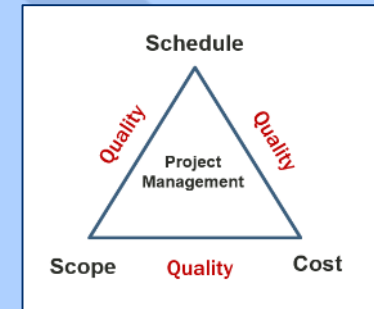 Schedule
Quality
Quality
Project
Management
Scope
Quality
Cost